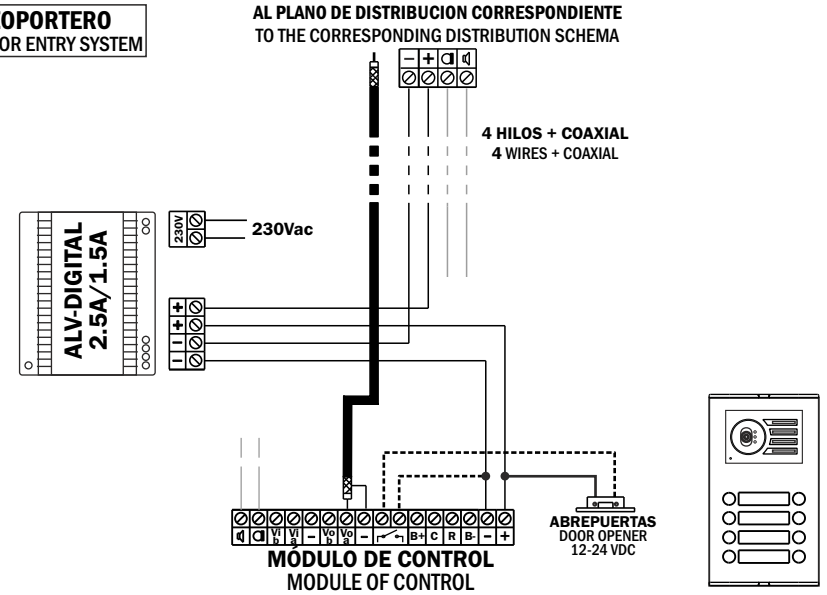 EOPORTERO
OR ENTRY SYSTEM
AL PLANO DE DISTRIBUCION CORRESPONDIENTE
TO THE CORRESPONDING DISTRIBUTION SCHEMA
− +
4 HILOS + COAXIAL
4 WIRES + COAXIAL
ALV-DIGITAL
2.5A/1.5A
230V
230Vac
+
+
−
−
Vi b Vi a − Vo b Vo a − B+ C R B- − +
MÓDULO DE CONTROL
MODULE OF CONTROL
ABREPUERTAS
DOOR OPENER
12-24 VDC